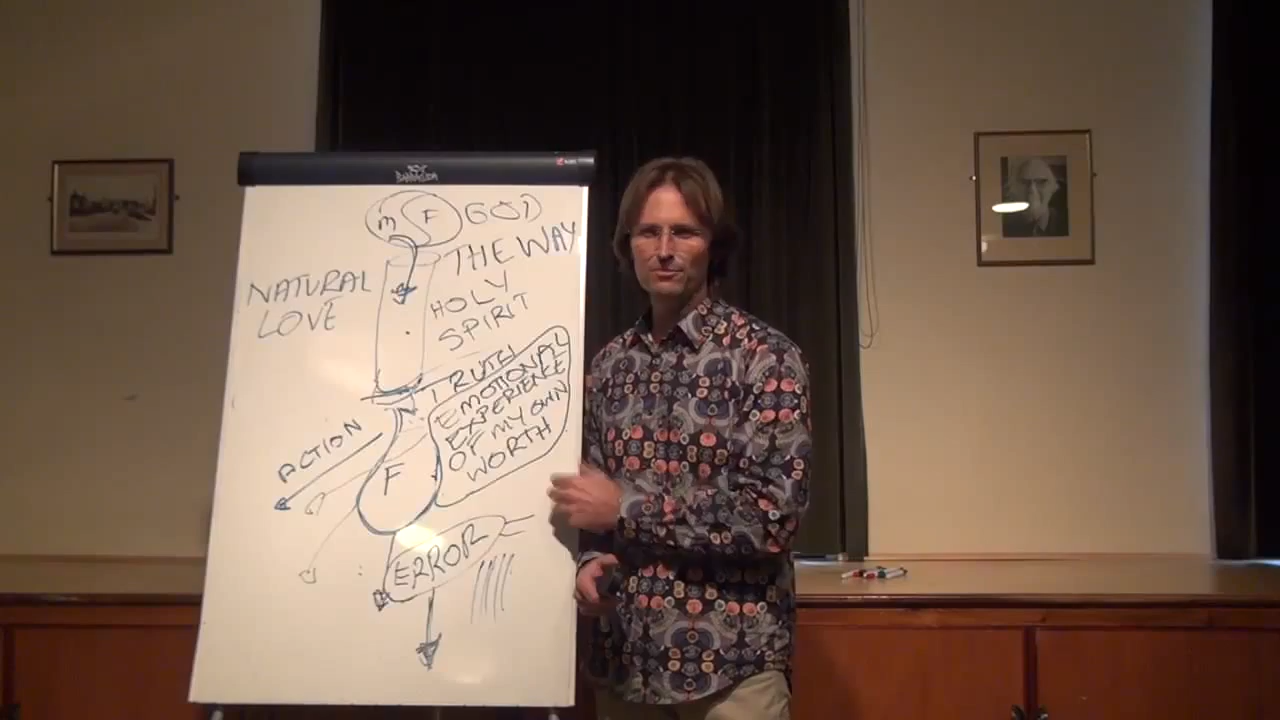 m F GOD
THE WAY
NATURAL
LOVE
HOLY
SPIRIT
TRUTH
EMOTIONAL
EXPERIENCE
OF MY OWN
WORTH
ACTION
F
ERROR